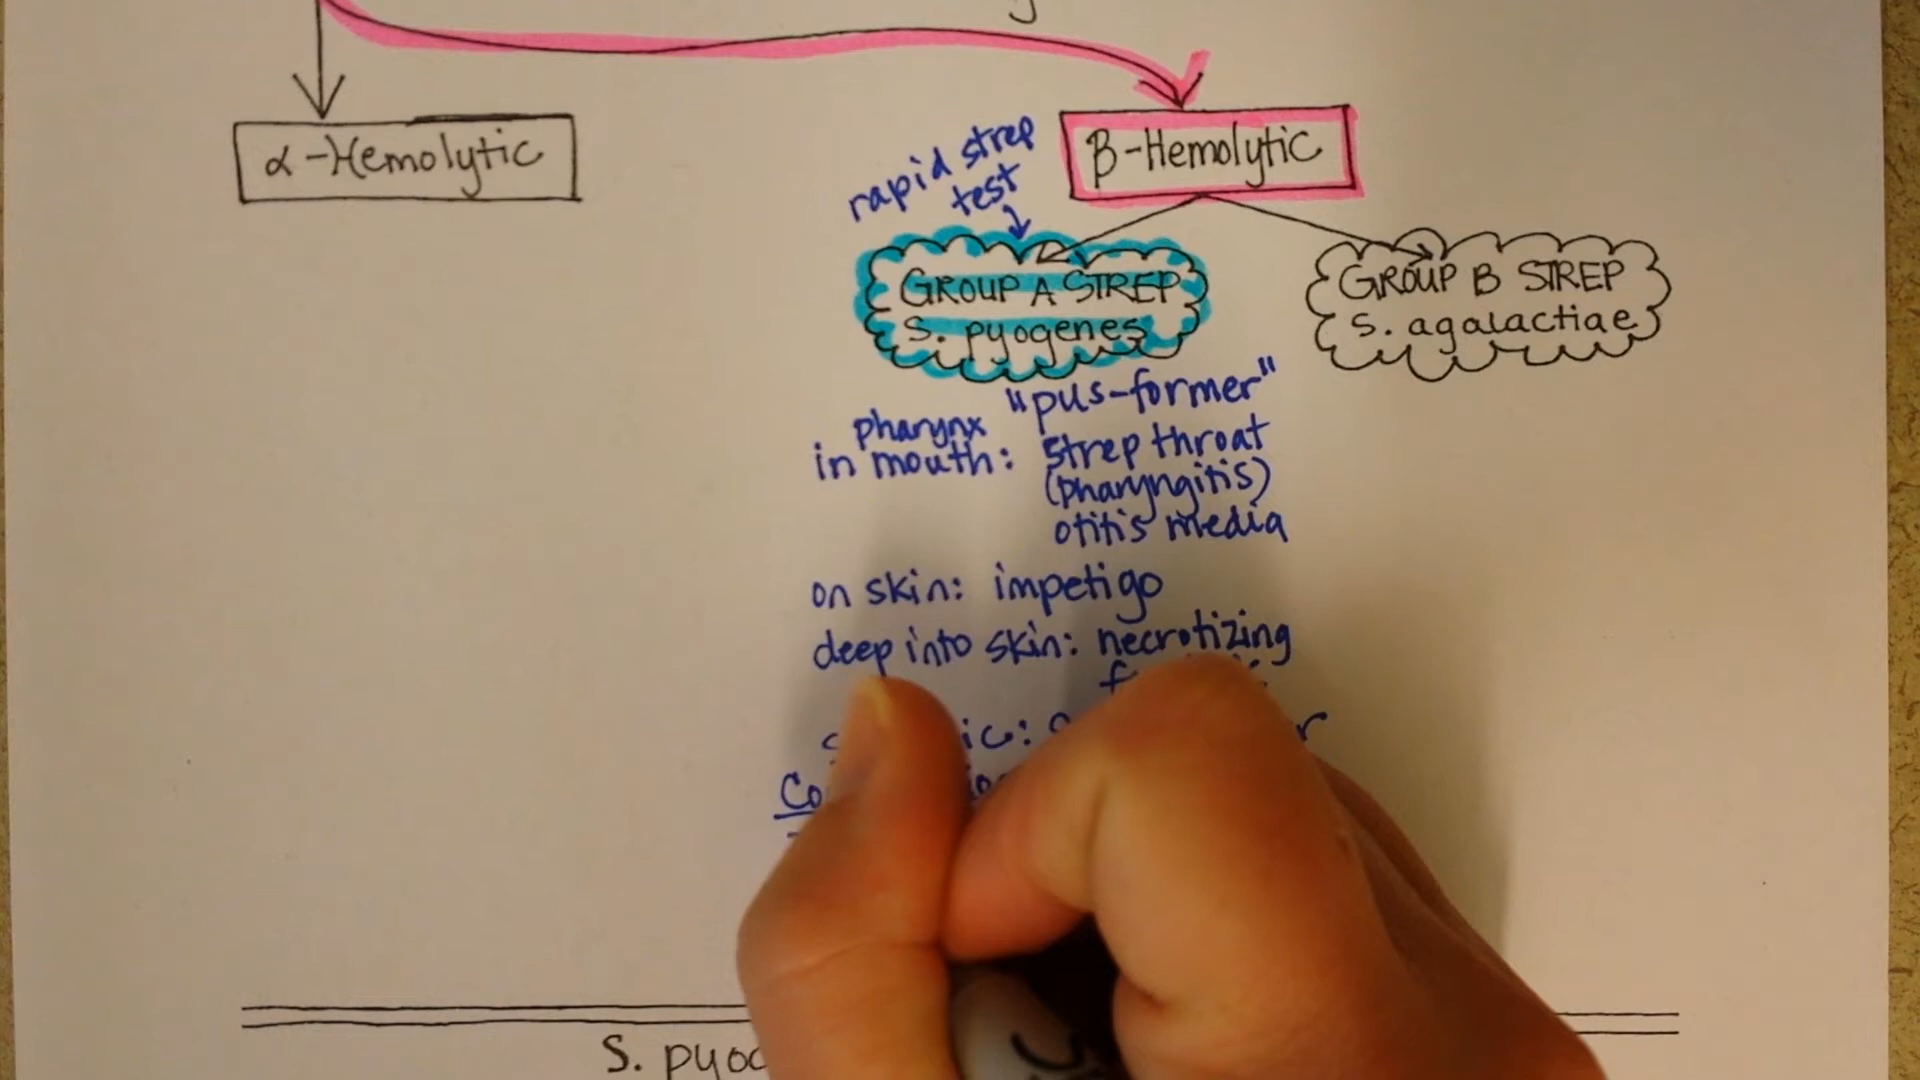 α-Hemolytic
β-Hemolytic
rapid strep
test
GROUP A STREP
S. pyogenes
GROUP B STREP
S. agalactiae
"pus-former"
pharynx
in mouth: strep throat
(pharyngitis)
otitis media
on skin: impetigo
deep into skin: necrotizing
S.